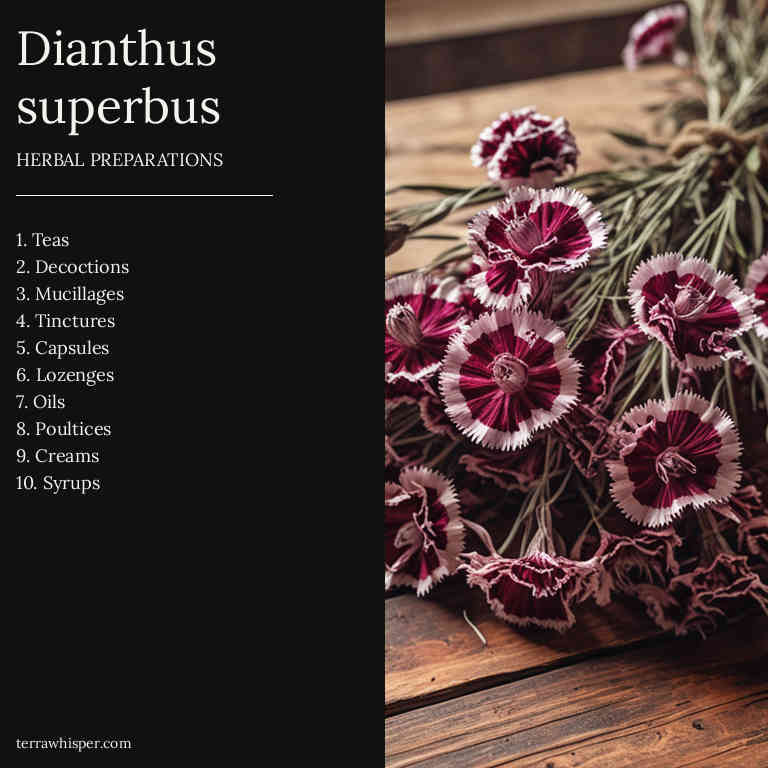 Dianthus
superbus
HERBAL PREPARATIONS
1. Teas
2. Decoctions
3. Mucillages
4. Tinctures
5. Capsules
6. Lozenges
7. Oils
8. Poultices
9. Creams
10. Syrups
terrawhisper.com